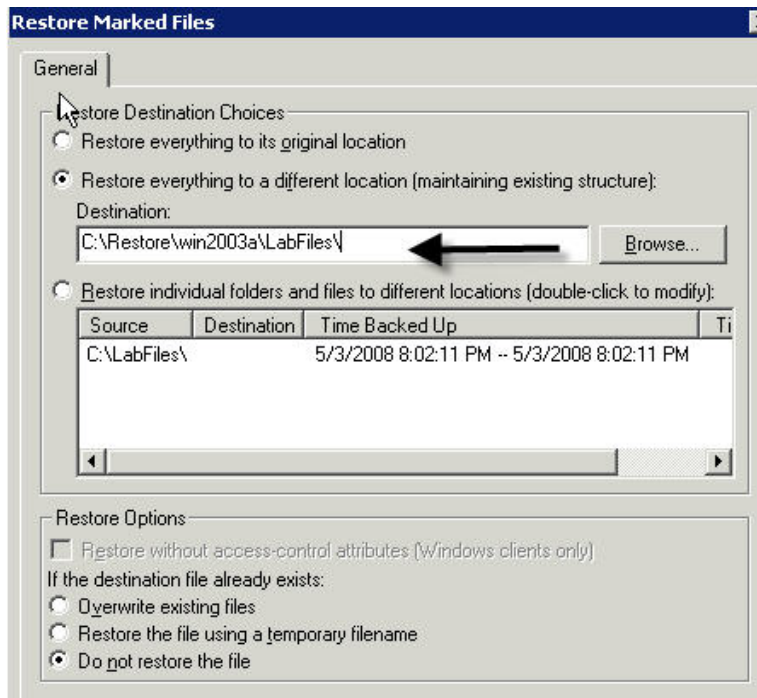 Restore Marked Files
General
Restore Destination Choices
Restore everything to its original location
Restore everything to a different location (maintaining existing structure):
Destination:
C:\Restore\win2003a\LabFiles\
Browse...
Restore individual folders and files to different locations (double-click to modify):
Source Destination Time Backed Up Ti
C:\LabFiles\ 5/3/2008 8:02:11 PM -- 5/3/2008 8:02:11 PM
Restore Options
Restore without access-control attributes (Windows clients only)
If the destination file already exists:
Overwrite existing files
Restore the file using a temporary filename
Do not restore the file